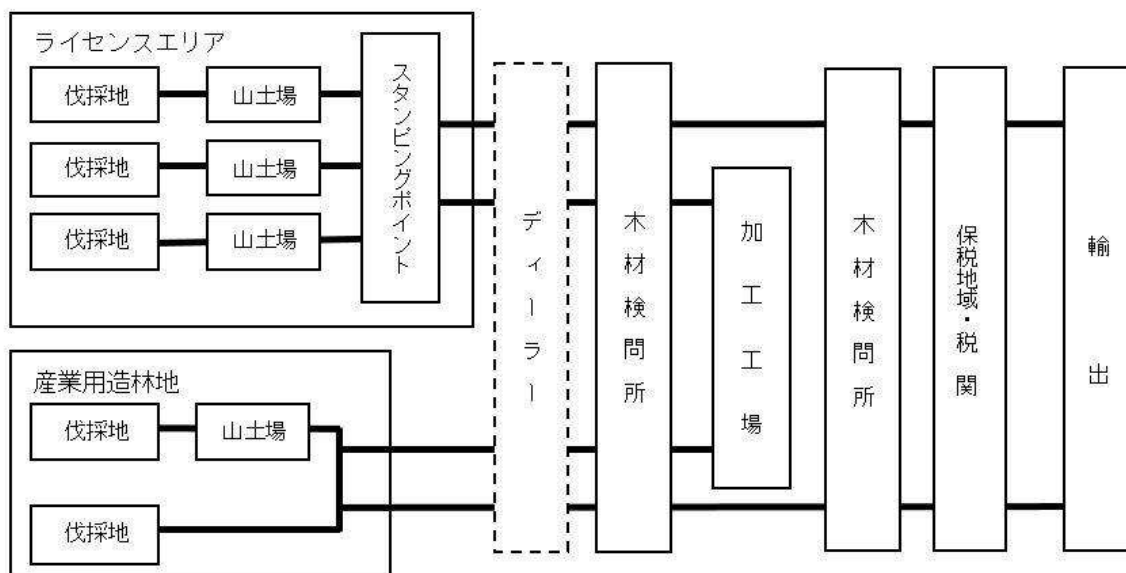 ライセンスエリア
伐採地
山土場
伐採地
山土場
伐採地
山土場
スタンピングポイント
産業用造林地
伐採地
山土場
伐採地
ディーラー
木材検問所
加工工場
木材検問所
保税地域・税関
輸出